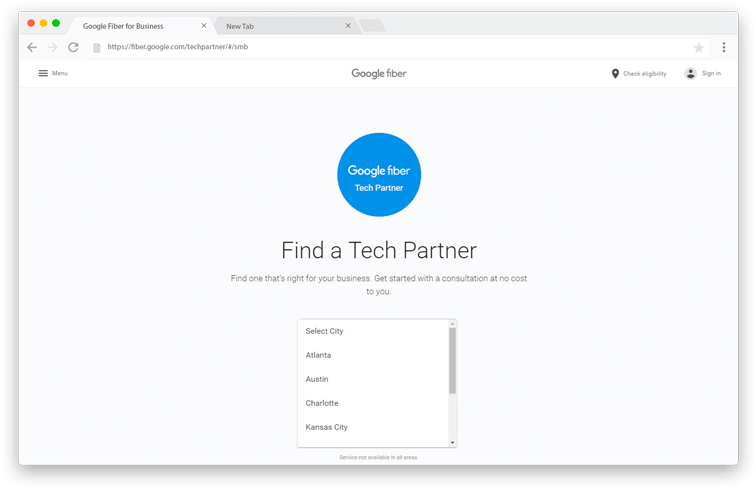 Google Fiber for Business
New Tab
https://fiber.google.com/techpartner/#/smb
Menu
Google fiber
Check eligibility
Sign in
Google fiber
Tech Partner
Find a Tech Partner
Find one that's right for your business. Get started with a consultation at no cost
to you.
Select City
Atlanta
Austin
Charlotte
Kansas City
Service not available in all areas.